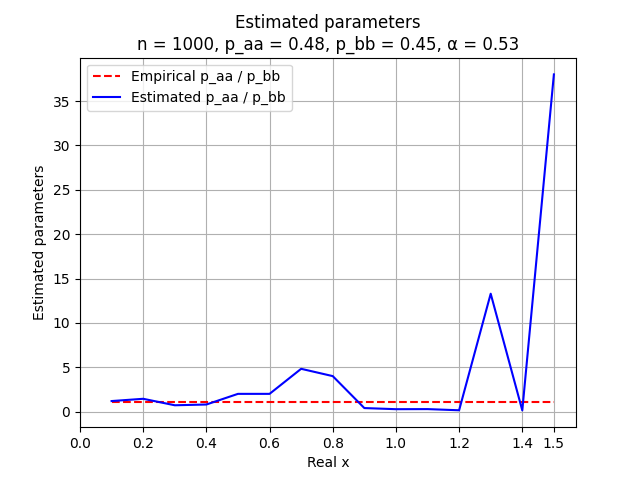 Estimated parameters
n = 1000, p_aa = 0.48, p_bb = 0.45, α = 0.53
Empirical p_aa / p_bb
Estimated p_aa / p_bb
Estimated parameters
35
30
25
20
15
10
5
0
0.0 0.2 0.4 0.6 0.8 1.0 1.2 1.4 1.5
Real x